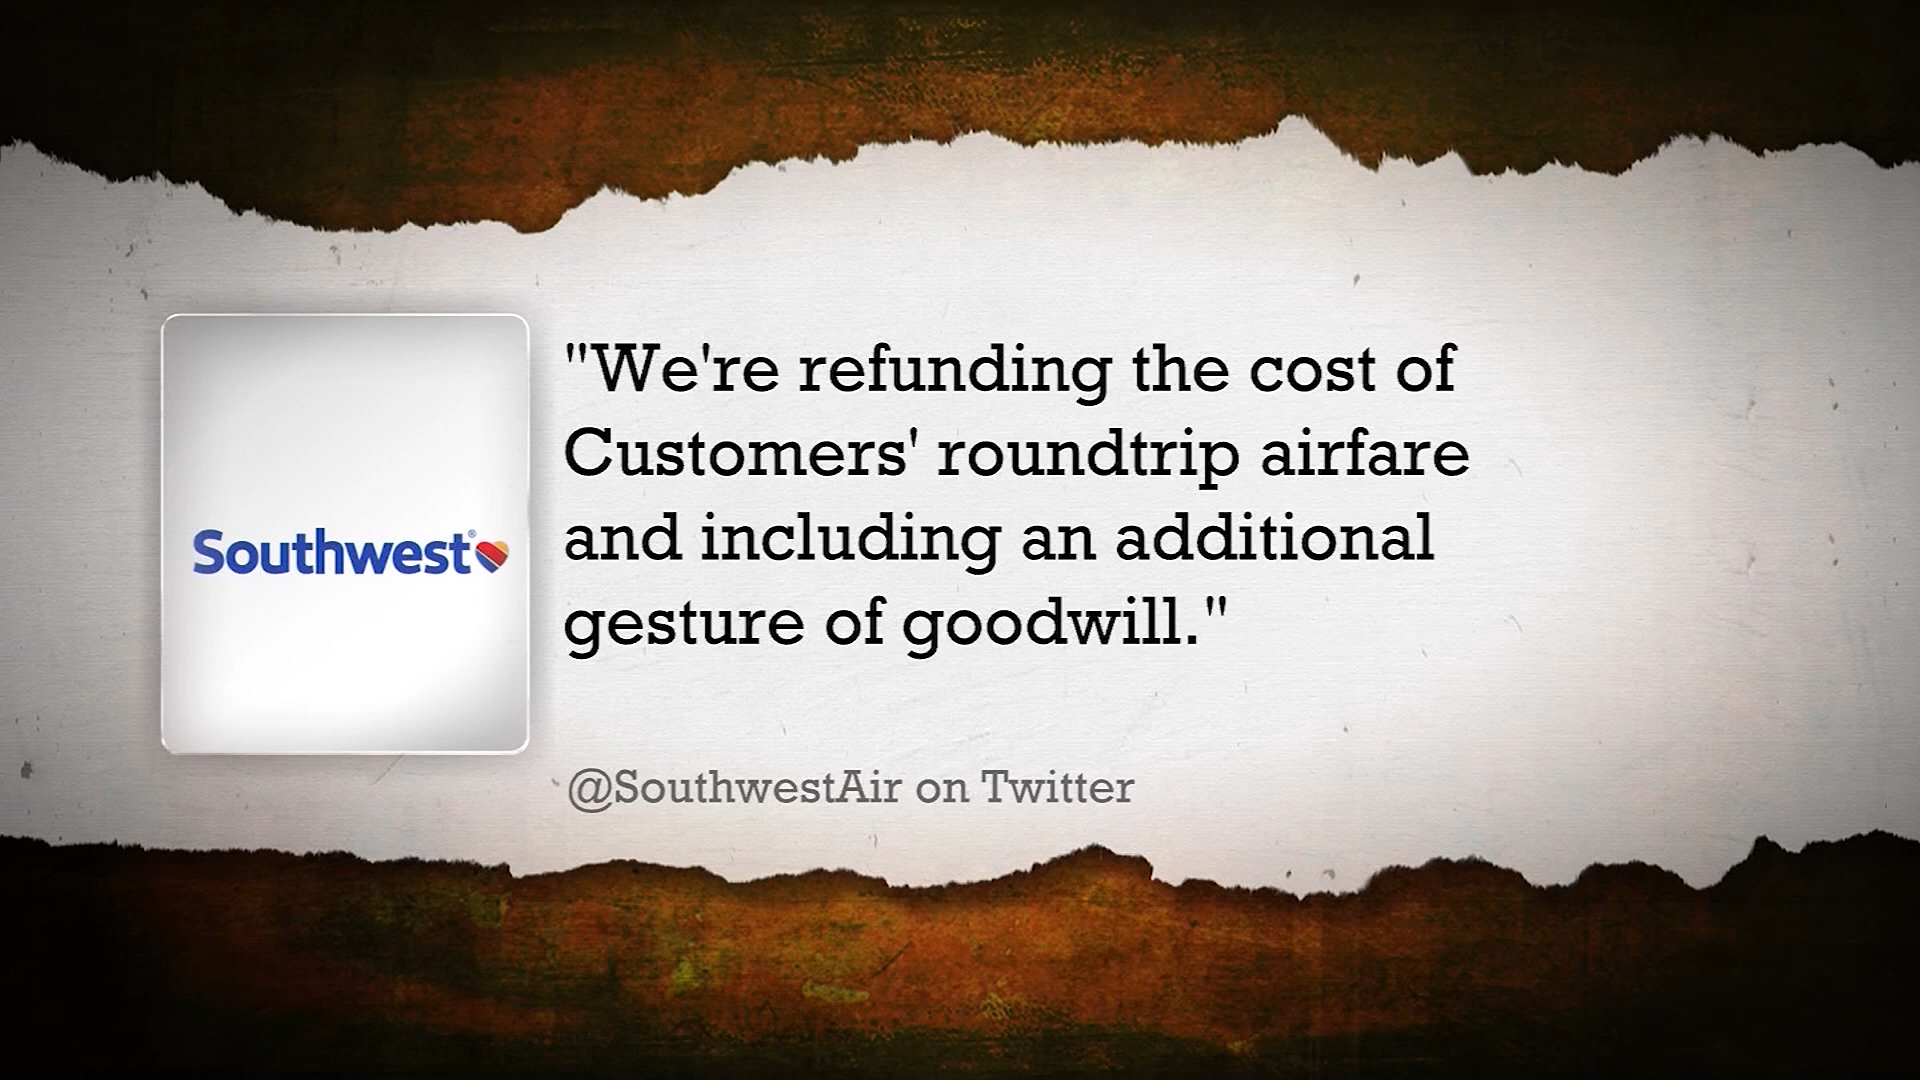 Southwest®
"We're refunding the cost of
Customers' roundtrip airfare
and including an additional
gesture of goodwill."
@SouthwestAir on Twitter